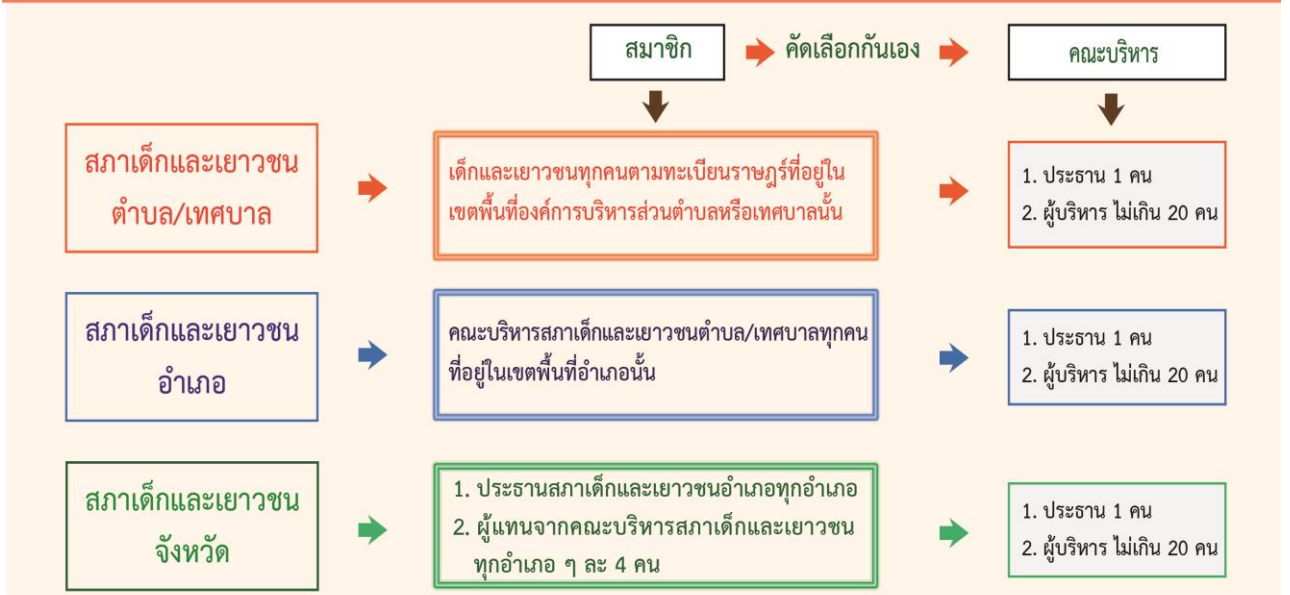 สมาชิก คัดเลือกกันเอง คณะบริหาร
สภาเด็กและเยาวชน
ตำบล/เทศบาล
เด็กและเยาวชนทุกคนตามทะเบียนราษฎร์ที่อยู่ใน
เขตพื้นที่องค์การบริหารส่วนตำบลหรือเทศบาลนั้น
1. ประธาน 1 คน
2. ผู้บริหาร ไม่เกิน 20 คน
สภาเด็กและเยาวชน
อำเภอ
คณะบริหารสภาเด็กและเยาวชนตำบล/เทศบาลทุกคน
ที่อยู่ในเขตพื้นที่อำเภอนั้น
1. ประธาน 1 คน
2. ผู้บริหาร ไม่เกิน 20 คน
สภาเด็กและเยาวชน
จังหวัด
1. ประธานสภาเด็กและเยาวชนอำเภอทุกอำเภอ
2. ผู้แทนจากคณะบริหารสภาเด็กและเยาวชน
ทุกอำเภอ ๆ ละ 4 คน
1. ประธาน 1 คน
2. ผู้บริหาร ไม่เกิน 20 คน